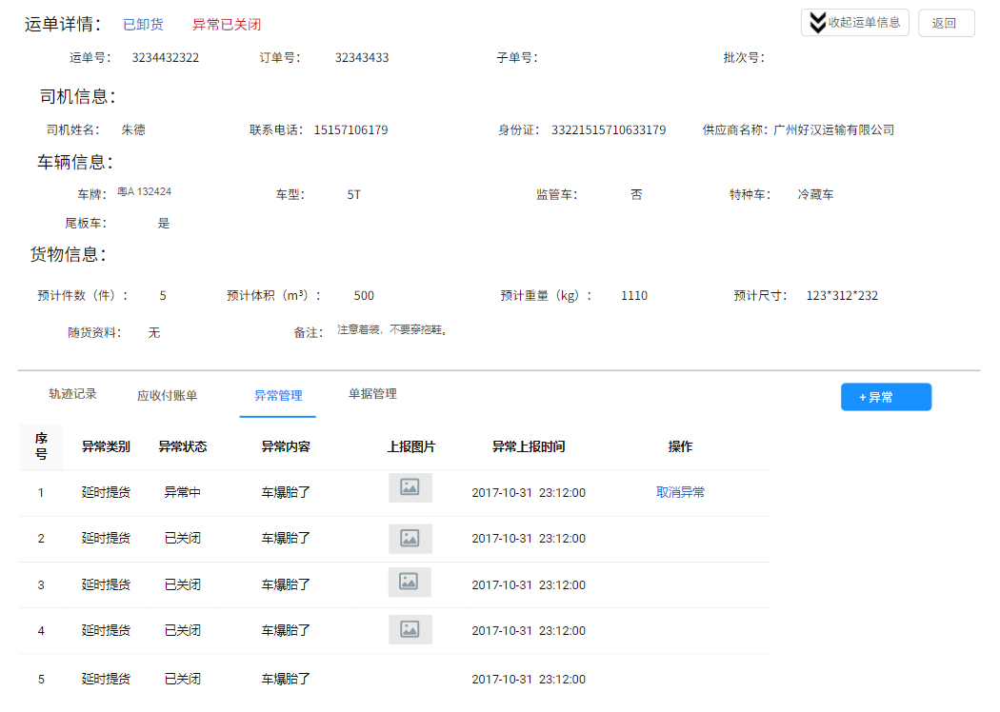 运单详情： 已卸货 异常已关闭 收起运单信息 返回
运单号： 3234432322 订单号： 32343433 子单号： 批次号：
司机信息：
司机姓名： 朱德 联系电话： 15157106179 身份证： 33221515710633179 供应商名称：广州好汉运输有限公司
车辆信息：
车牌： 粤A 132424 车型： 5T 监管车： 否 特种车： 冷藏车
尾板车： 是
货物信息：
预计件数（件）： 5 预计体积（m³）： 500 预计重量（kg）： 1110 预计尺寸： 123*312*232
随货资料： 无 备注： 注意着装，不要穿拖鞋。
轨迹记录 应收付账单 异常管理 单据管理 +异常
序号 异常类别 异常状态 异常内容 上报图片 异常上报时间 操作
1 延时提货 异常中 车爆胎了 2017-10-31 23:12:00 取消异常
2 延时提货 已关闭 车爆胎了 2017-10-31 23:12:00
3 延时提货 已关闭 车爆胎了 2017-10-31 23:12:00
4 延时提货 已关闭 车爆胎了 2017-10-31 23:12:00
5 延时提货 已关闭 车爆胎了 2017-10-31 23:12:00